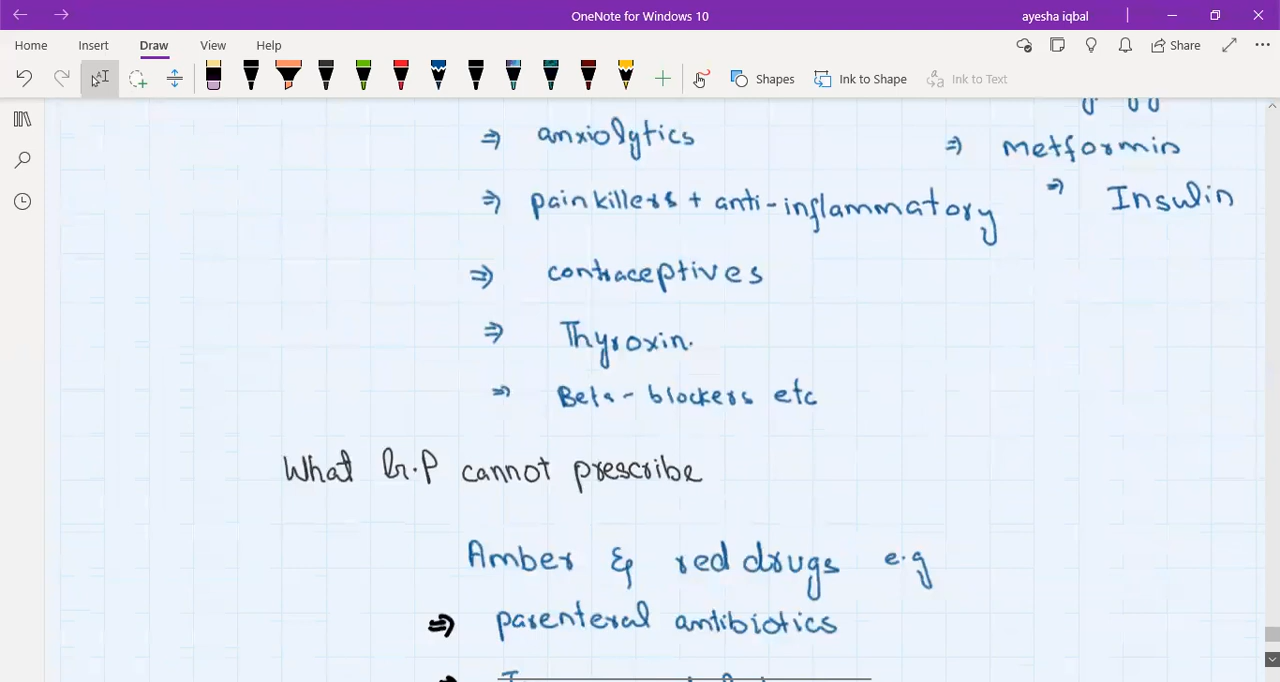 OneNote for Windows 10
ayesha iqbal
Home Insert Draw View Help
Share
Shapes Ink to Shape Ink to Text
⇒ anxiolytics
⇒ metformin
⇒ painkillers + anti-inflammatory
⇒ Insulin
⇒ contraceptives
⇒ Thyroxin.
⇒ Beta-blockers etc
What G.P cannot prescribe
Amber & red drugs e.g
⇒ parenteral antibiotics